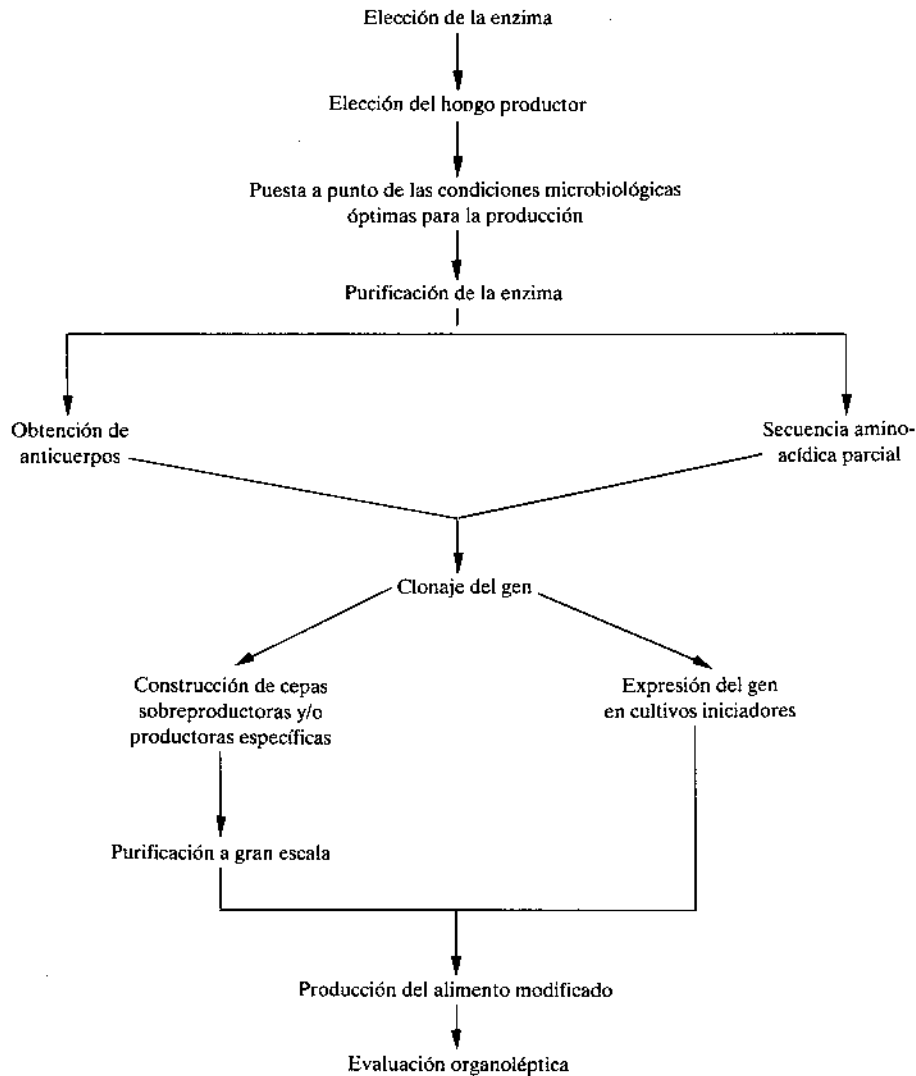 Elección de la enzima
Elección del hongo productor
Puesta a punto de las condiciones microbiológicas
óptimas para la producción
Purificación de la enzima
Obtención de
anticuerpos
Secuencia amino-
acídica parcial
Clonaje del gen
Construcción de cepas
sobreproductoras y/o
productoras específicas
Expresión del gen
en cultivos iniciadores
Purificación a gran escala
Producción del alimento modificado
Evaluación organoléptica